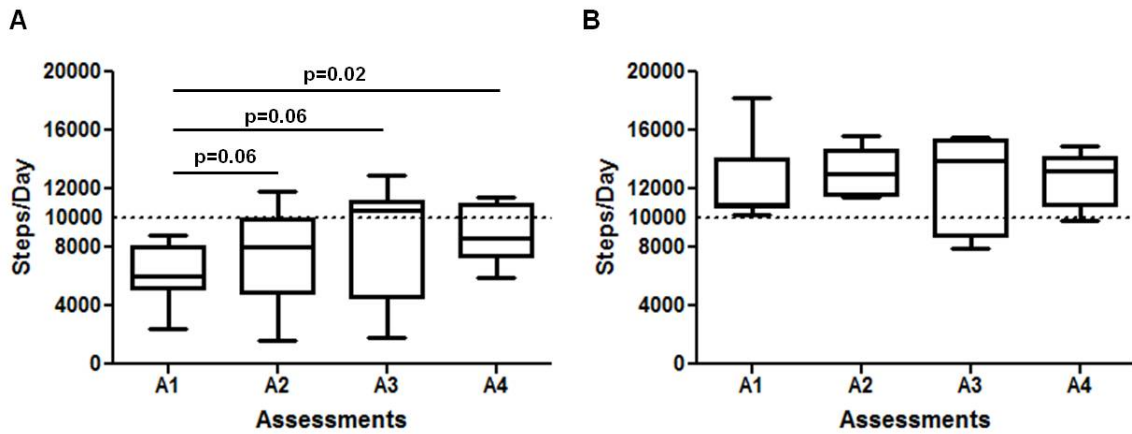 A
B
20000
16000
12000
10000
8000
4000
0
Steps/Day
p=0.02
p=0.06
p=0.06
A1 A2 A3 A4
Assessments
20000
16000
12000
10000
8000
4000
0
Steps/Day
A1 A2 A3 A4
Assessments